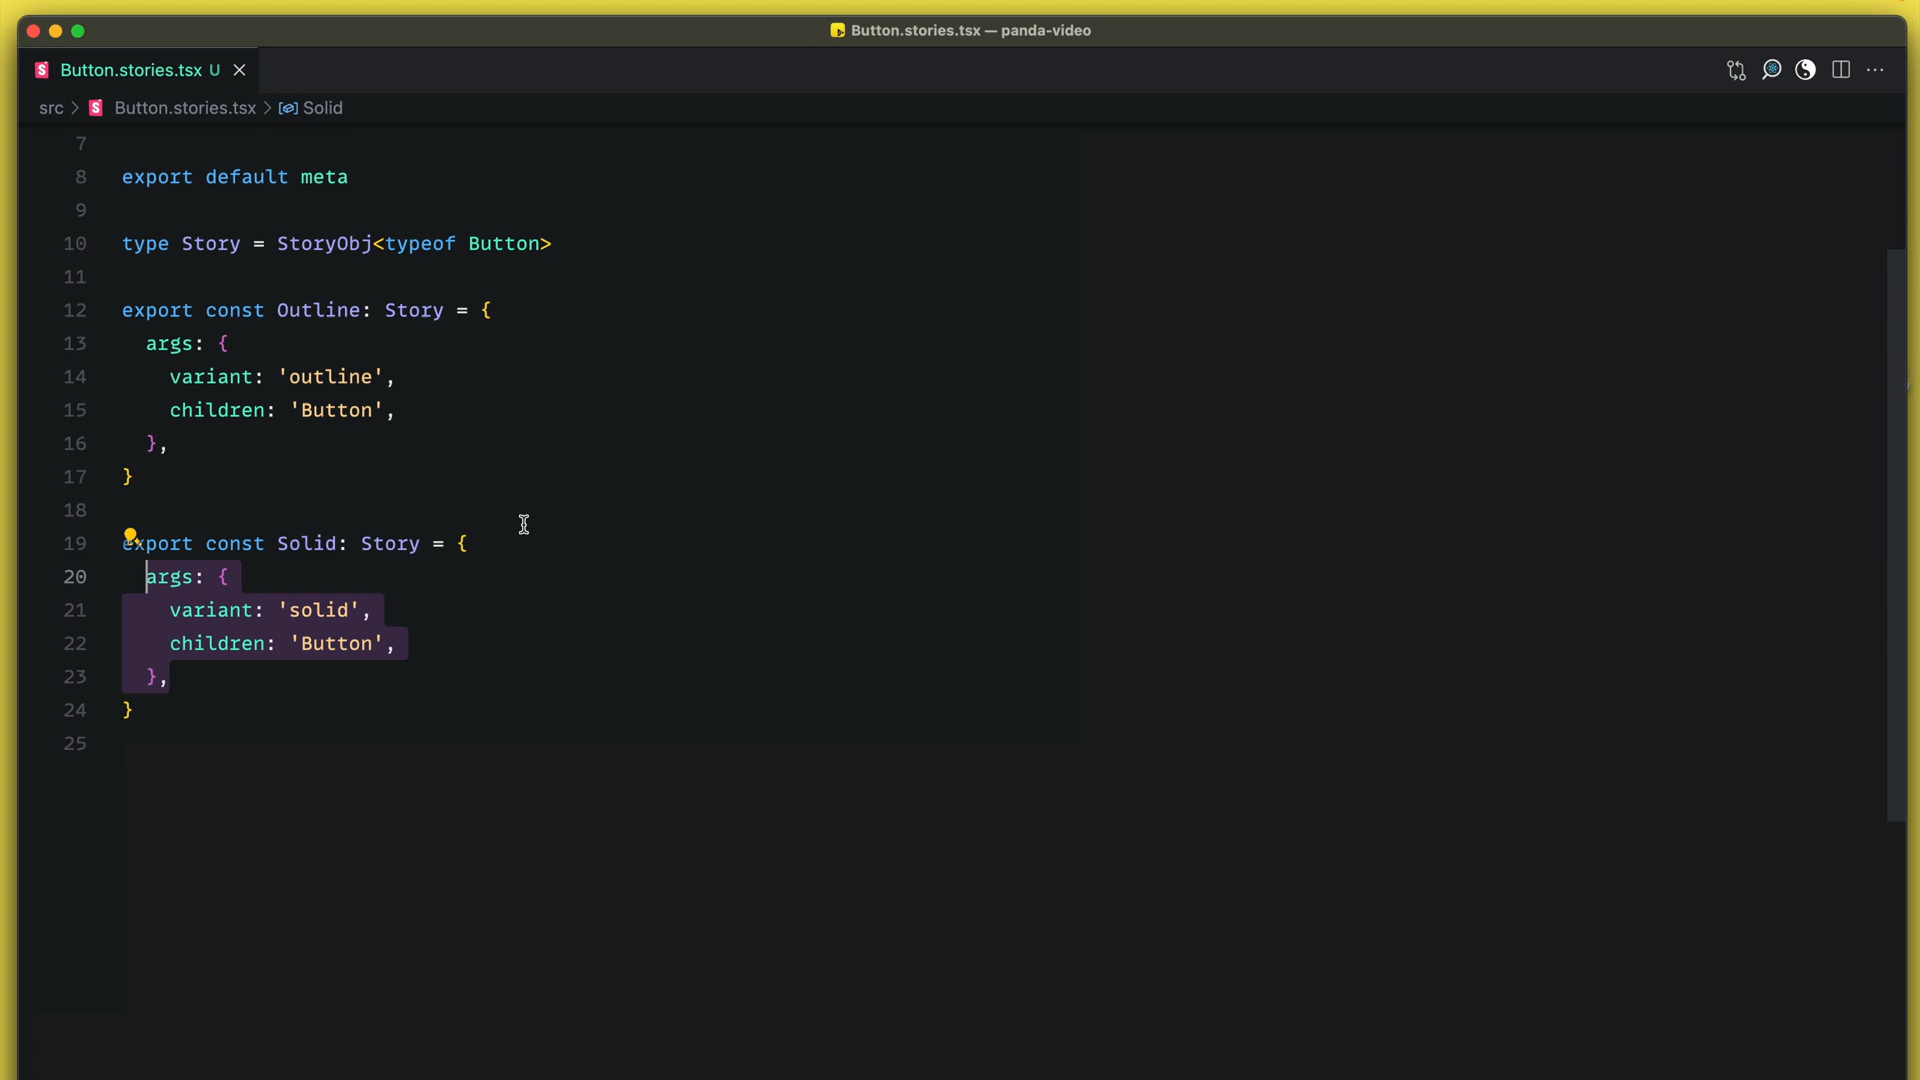 Button.stories.tsx — panda-video
Button.stories.tsx U
src > Button.stories.tsx > Solid
7
8 export default meta
9
10 type Story = StoryObj<typeof Button>
11
12 export const Outline: Story = {
13 args: {
14 variant: 'outline',
15 children: 'Button',
16 },
17 }
18
19 export const Solid: Story = {
20 args: {
21 variant: 'solid',
22 children: 'Button',
23 },
24 }
25